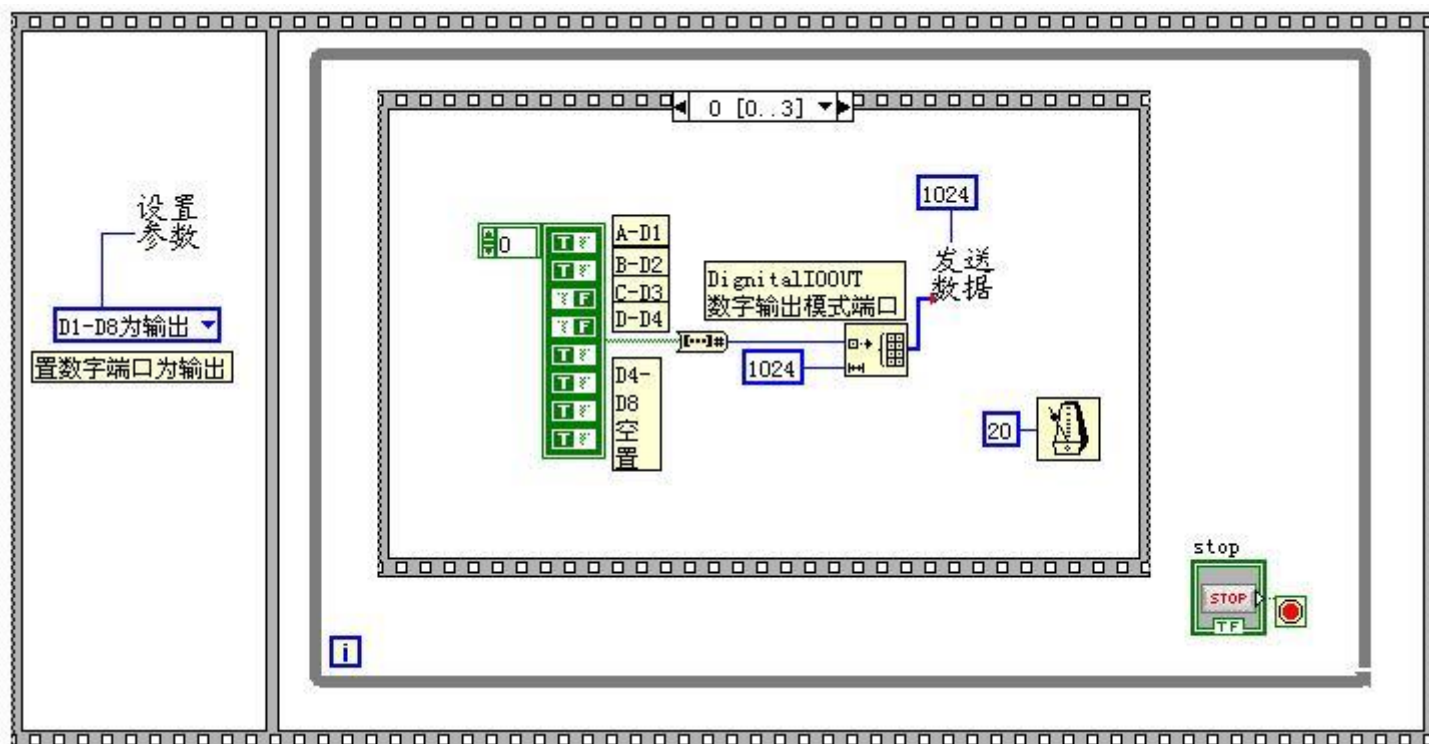 设置
参数
D1-D8为输出
置数字端口为输出
0 [0..3]
0
T
T
F
F
T
T
T
T
A-D1
B-D2
C-D3
D-D4
D4-
D8
空
置
DignitalIOOUT
数字输出模式端口
[...]#
1024
1024
发送
数据
20
stop
STOP
TF
i